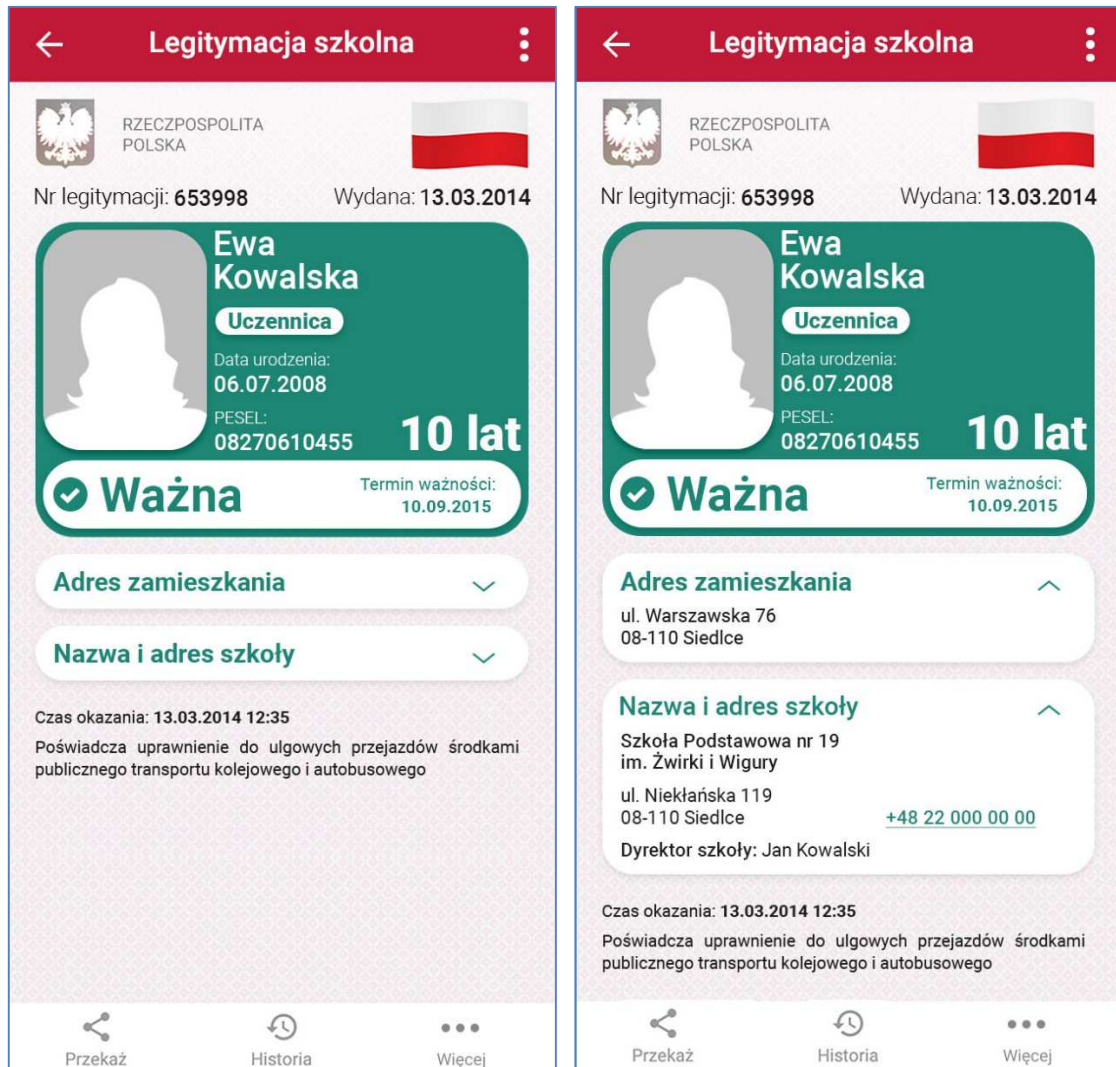 Legitymacja szkolna
RZECZPOSPOLITA
POLSKA
Nr legitymacji: 653998 Wydana: 13.03.2014
Ewa
Kowalska
Uczennica
Data urodzenia:
06.07.2008
PESEL:
08270610455
10 lat
Ważna
Termin ważności:
10.09.2015
Adres zamieszkania
Nazwa i adres szkoły
Czas okazania: 13.03.2014 12:35
Poświadcza uprawnienie do ulgowych przejazdów środkami
publicznego transportu kolejowego i autobusowego
Przekaż Historia Więcej
Legitymacja szkolna
RZECZPOSPOLITA
POLSKA
Nr legitymacji: 653998 Wydana: 13.03.2014
Ewa
Kowalska
Uczennica
Data urodzenia:
06.07.2008
PESEL:
08270610455
10 lat
Ważna
Termin ważności:
10.09.2015
Adres zamieszkania
ul. Warszawska 76
08-110 Siedlce
Nazwa i adres szkoły
Szkoła Podstawowa nr 19
im. Żwirki i Wigury
ul. Niekłańska 119
08-110 Siedlce +48 22 000 00 00
Dyrektor szkoły: Jan Kowalski
Czas okazania: 13.03.2014 12:35
Poświadcza uprawnienie do ulgowych przejazdów środkami
publicznego transportu kolejowego i autobusowego
Przekaż Historia Więcej